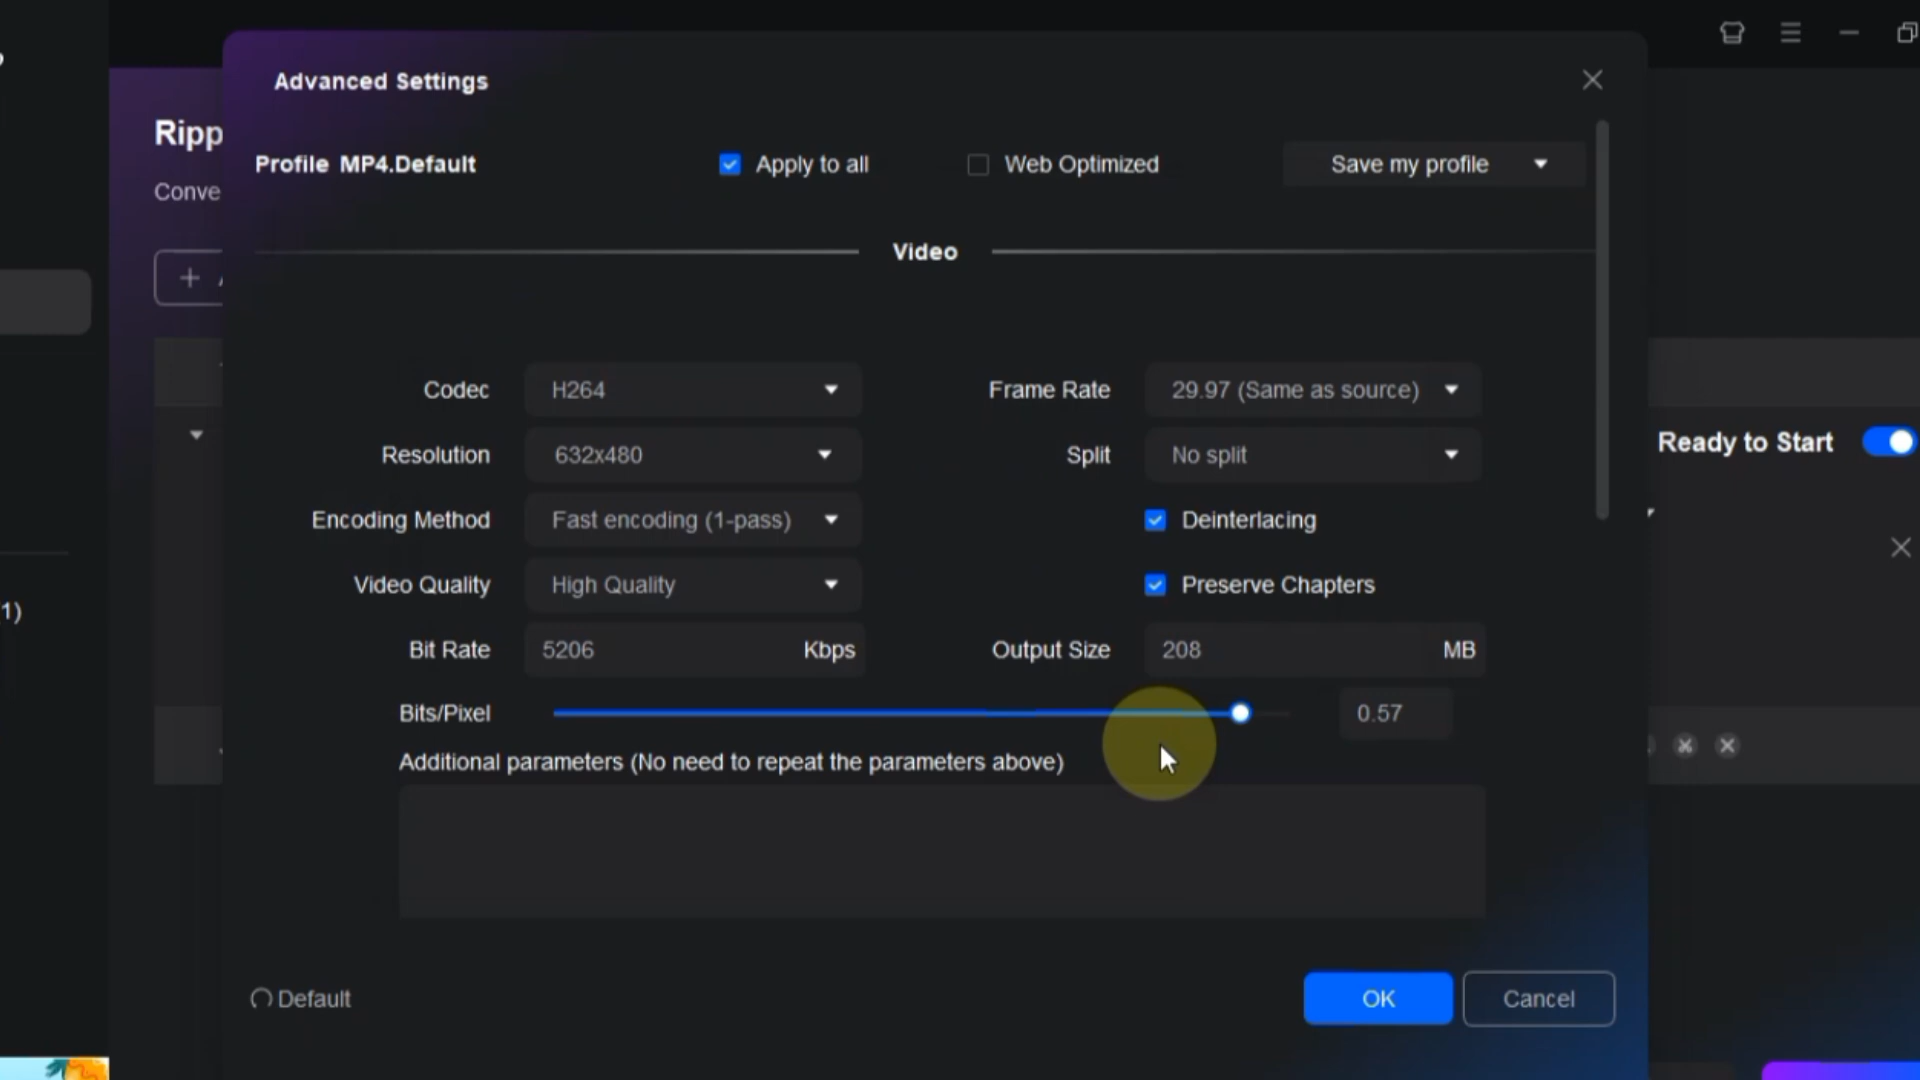 Advanced Settings
Ripp
Profile MP4.Default
Apply to all
Web Optimized
Save my profile
Conve
Video
Codec
H264
Frame Rate
29.97 (Same as source)
Ready to Start
Resolution
632x480
Split
No split
Encoding Method
Fast encoding (1-pass)
Deinterlacing
Video Quality
High Quality
Preserve Chapters
1)
Bit Rate
5206
Kbps
Output Size
208
MB
Bits/Pixel
0.57
Additional parameters (No need to repeat the parameters above)
Default
OK
Cancel